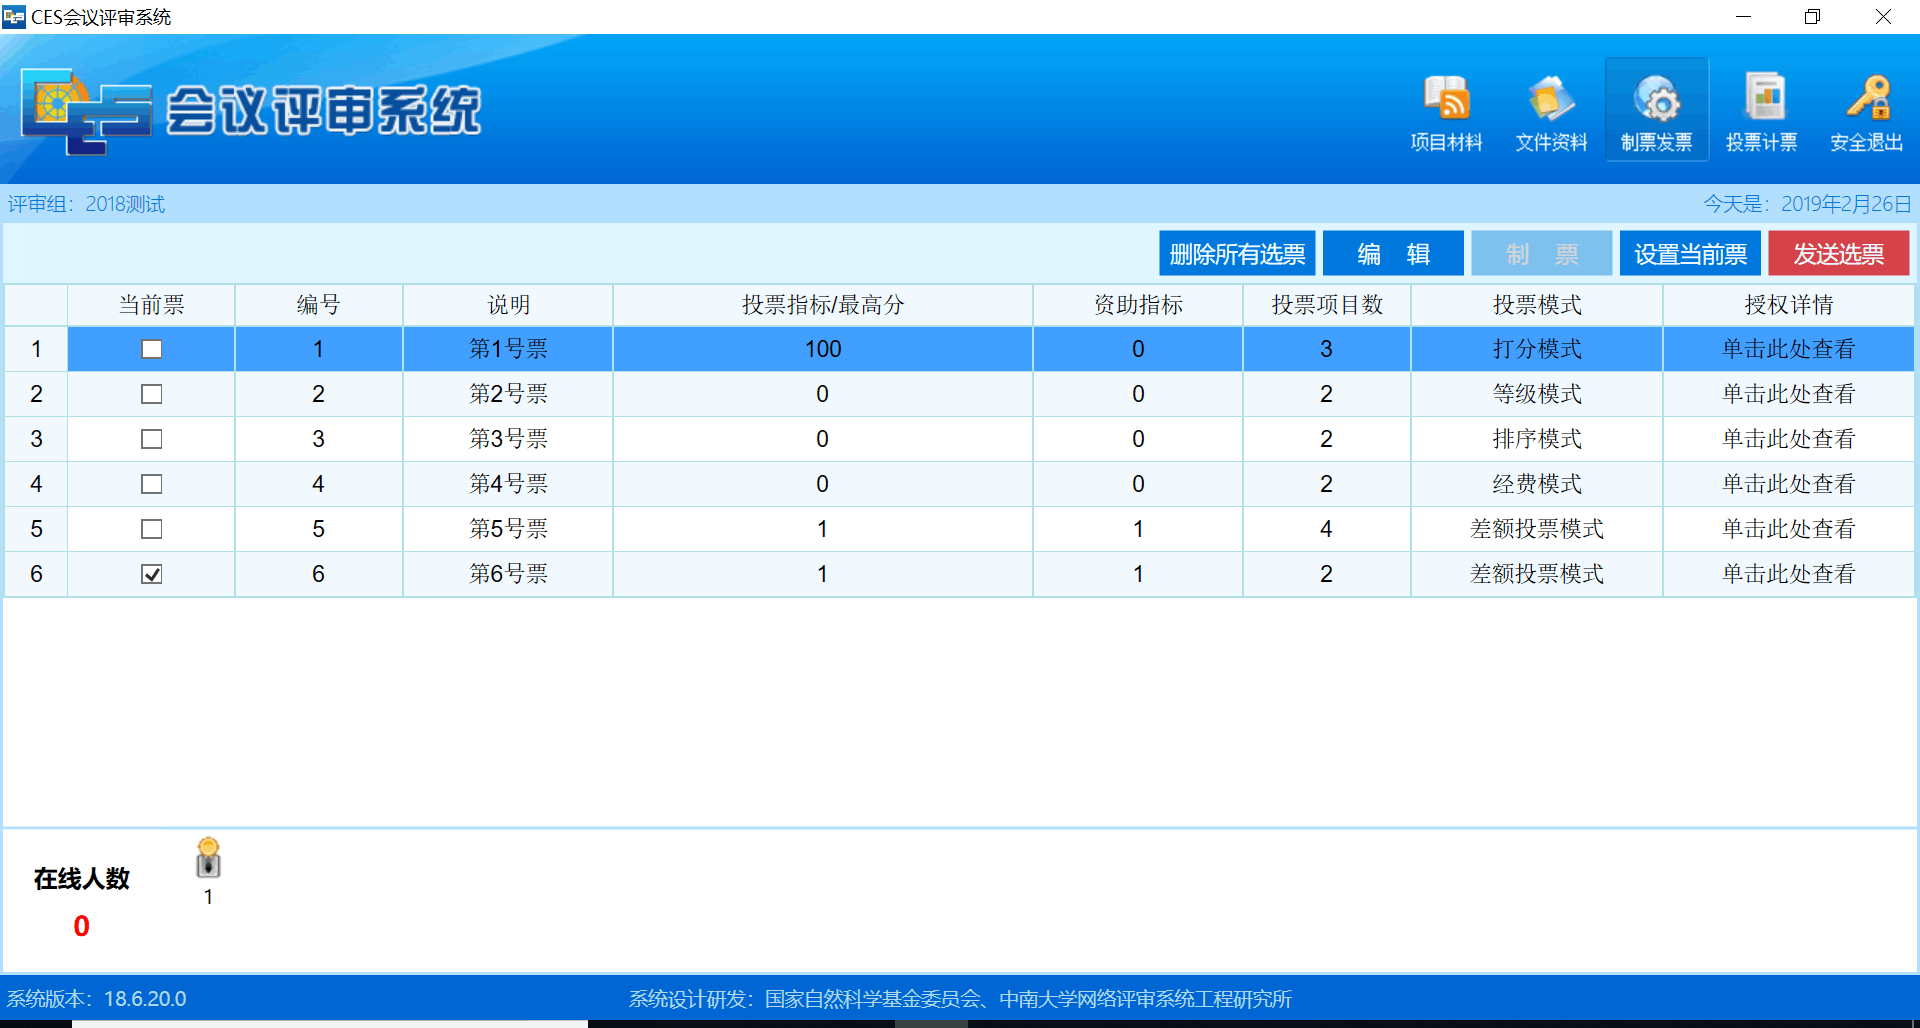 CES会议评审系统
会议评审系统
项目材料 文件资料 制票发票 投票计票 安全退出
评审组：2018测试 今天是：2019年2月26日
删除所有选票 编 辑 制 票 设置当前票 发送选票
当前票 编号 说明 投票指标/最高分 资助指标 投票项目数 投票模式 授权详情
1 1 第1号票 100 0 3 打分模式 单击此处查看
2 2 第2号票 0 0 2 等级模式 单击此处查看
3 3 第3号票 0 0 2 排序模式 单击此处查看
4 4 第4号票 0 0 2 经费模式 单击此处查看
5 5 第5号票 1 1 4 差额投票模式 单击此处查看
6 6 第6号票 1 1 2 差额投票模式 单击此处查看
在线人数
0
1
系统版本：18.6.20.0 系统设计研发：国家自然科学基金委员会、中南大学网络评审系统工程研究所